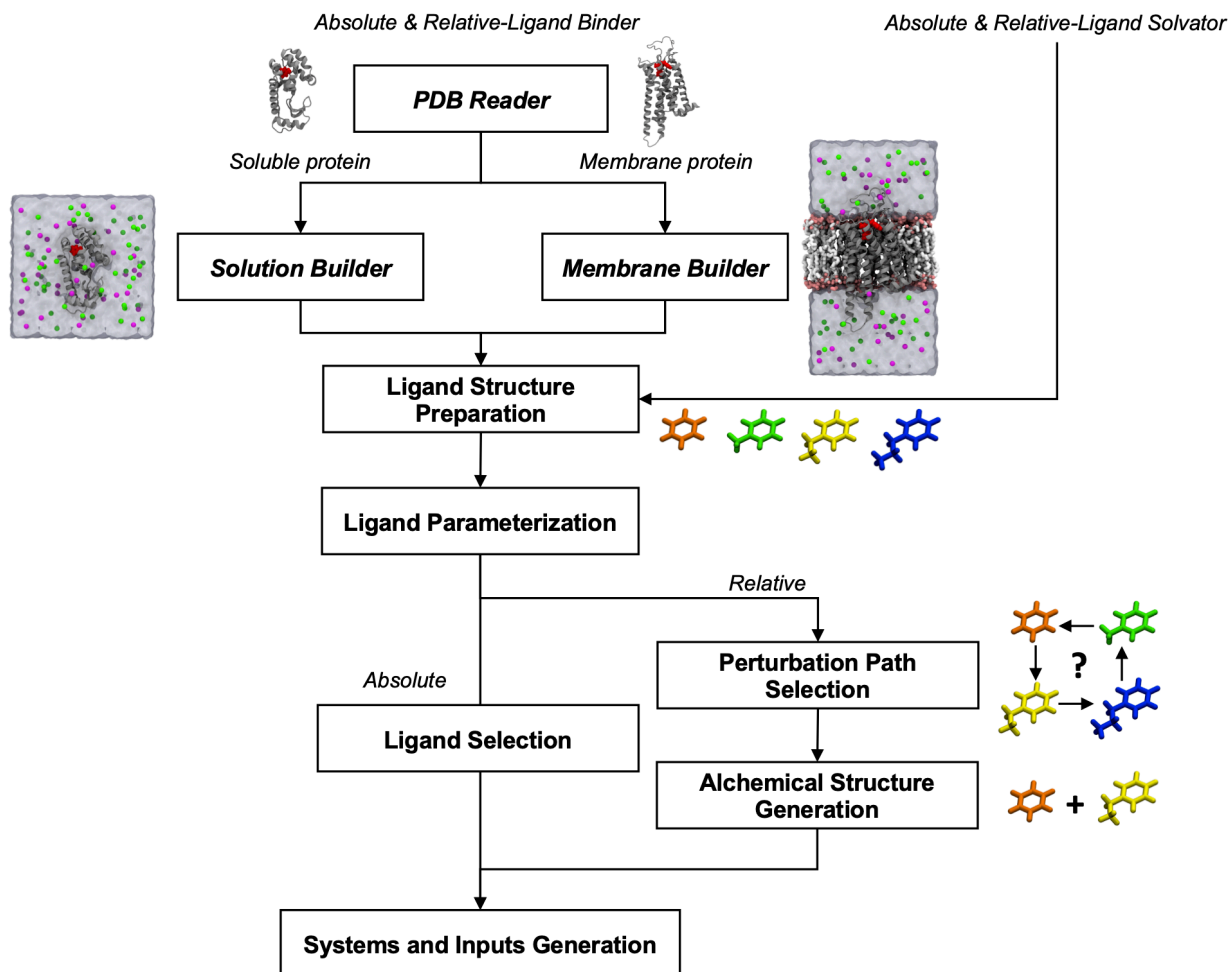 Absolute & Relative-Ligand Binder
Absolute & Relative-Ligand Solvator
PDB Reader
Soluble protein
Membrane protein
Solution Builder
Membrane Builder
Ligand Structure
Preparation
Ligand Parameterization
Relative
Absolute
Perturbation Path
Selection
?
Ligand Selection
Alchemical Structure
Generation
+
Systems and Inputs Generation